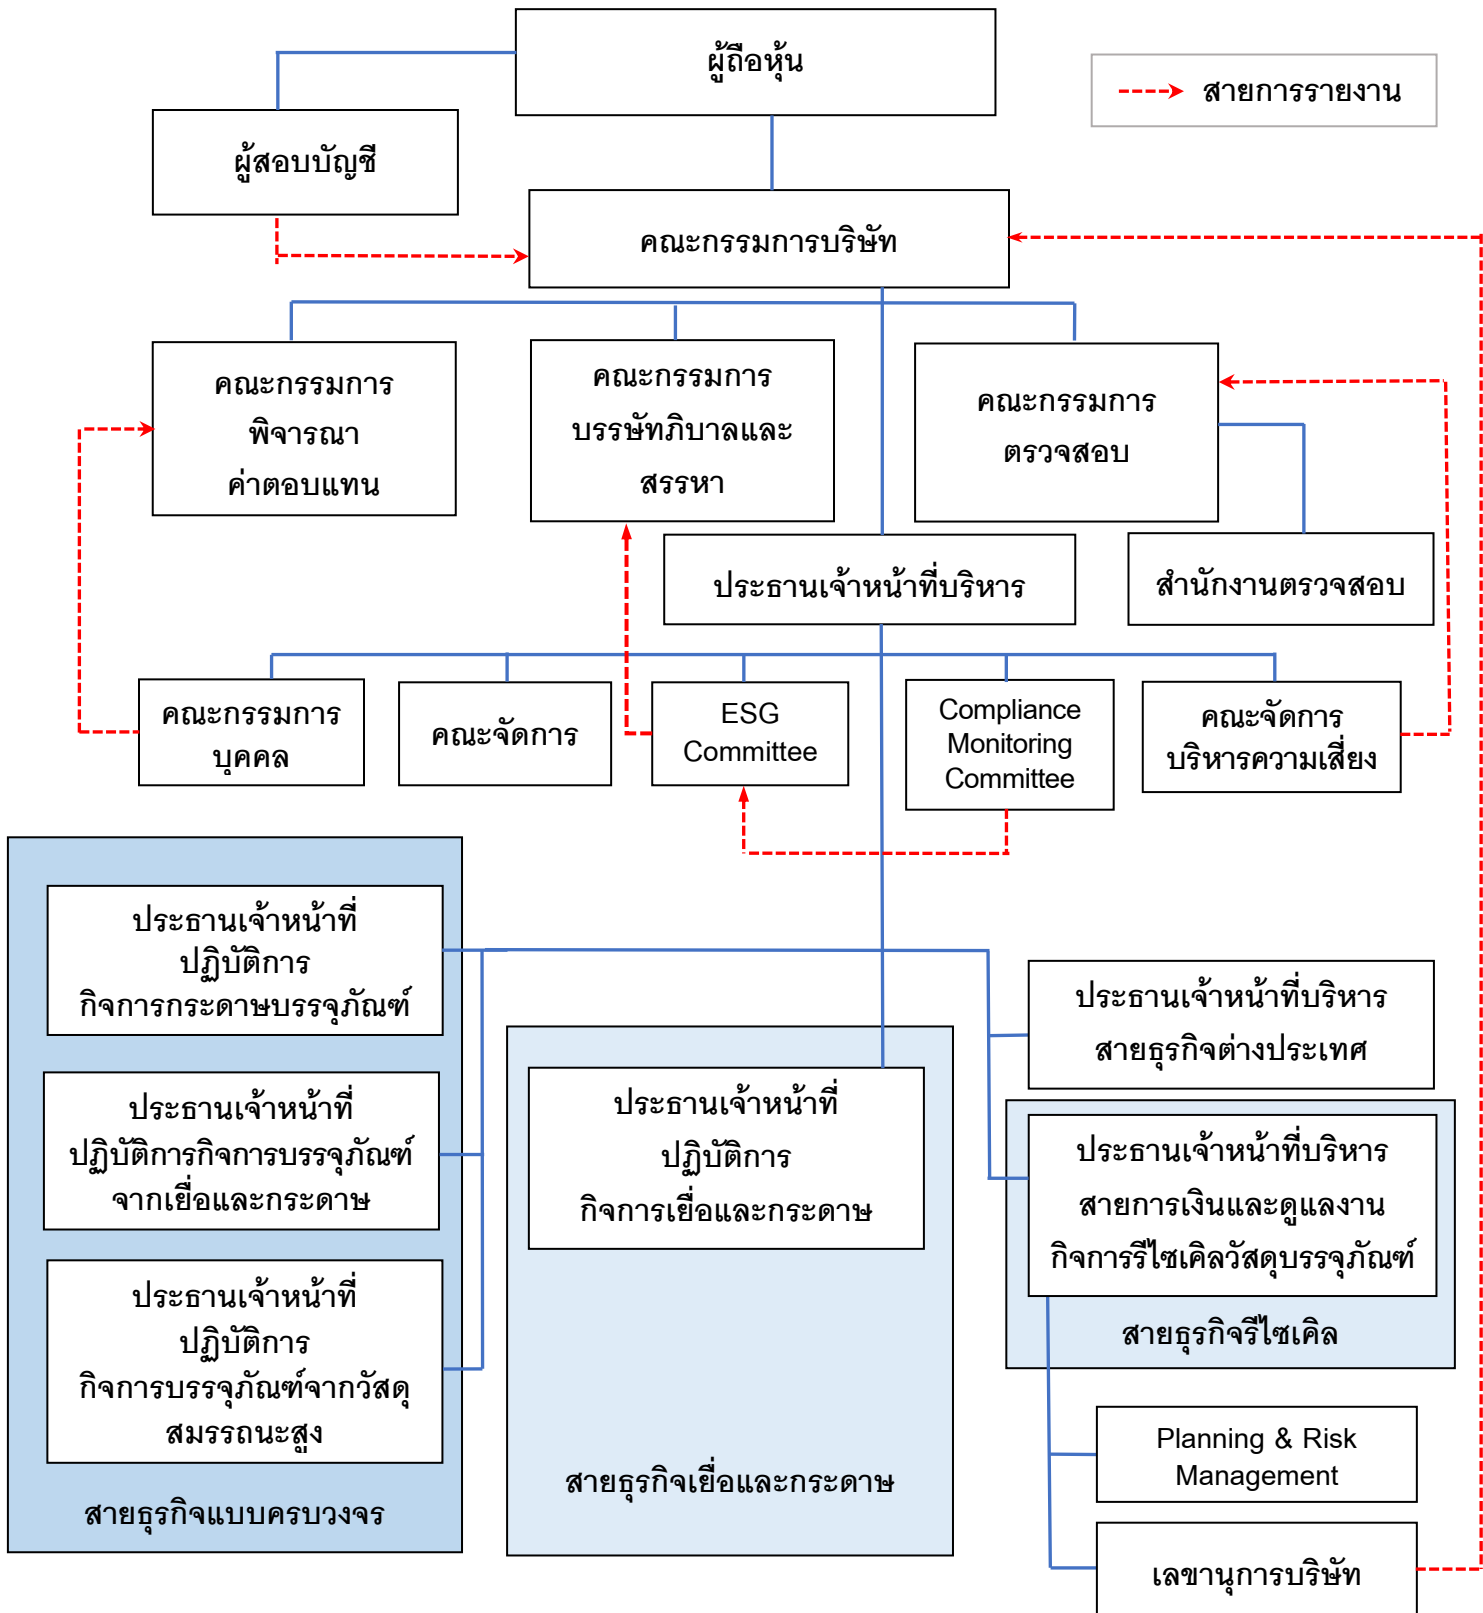 ผู้ถือหุ้น
สายการรายงาน
ผู้สอบบัญชี
คณะกรรมการบริษัท
คณะกรรมการ
พิจารณา
ค่าตอบแทน
คณะกรรมการ
บรรษัทภิบาลและ
สรรหา
คณะกรรมการ
ตรวจสอบ
ประธานเจ้าหน้าที่บริหาร
สำนักงานตรวจสอบ
คณะกรรมการ
บุคคล
คณะจัดการ
ESG
Committee
Compliance
Monitoring
Committee
คณะจัดการ
บริหารความเสี่ยง
ประธานเจ้าหน้าที่
ปฏิบัติการ
กิจการกระดาษบรรจุภัณฑ์
ประธานเจ้าหน้าที่
ปฏิบัติการกิจการบรรจุภัณฑ์
จากเยื่อและกระดาษ
ประธานเจ้าหน้าที่
ปฏิบัติการ
กิจการบรรจุภัณฑ์จากวัสดุ
สมรรถนะสูง
สายธุรกิจแบบครบวงจร
ประธานเจ้าหน้าที่
ปฏิบัติการ
กิจการเยื่อและกระดาษ
สายธุรกิจเยื่อและกระดาษ
ประธานเจ้าหน้าที่บริหาร
สายธุรกิจต่างประเทศ
ประธานเจ้าหน้าที่บริหาร
สายการเงินและดูแลงาน
กิจการรีไซเคิลวัสดุบรรจุภัณฑ์
สายธุรกิจรีไซเคิล
Planning & Risk
Management
เลขานุการบริษัท